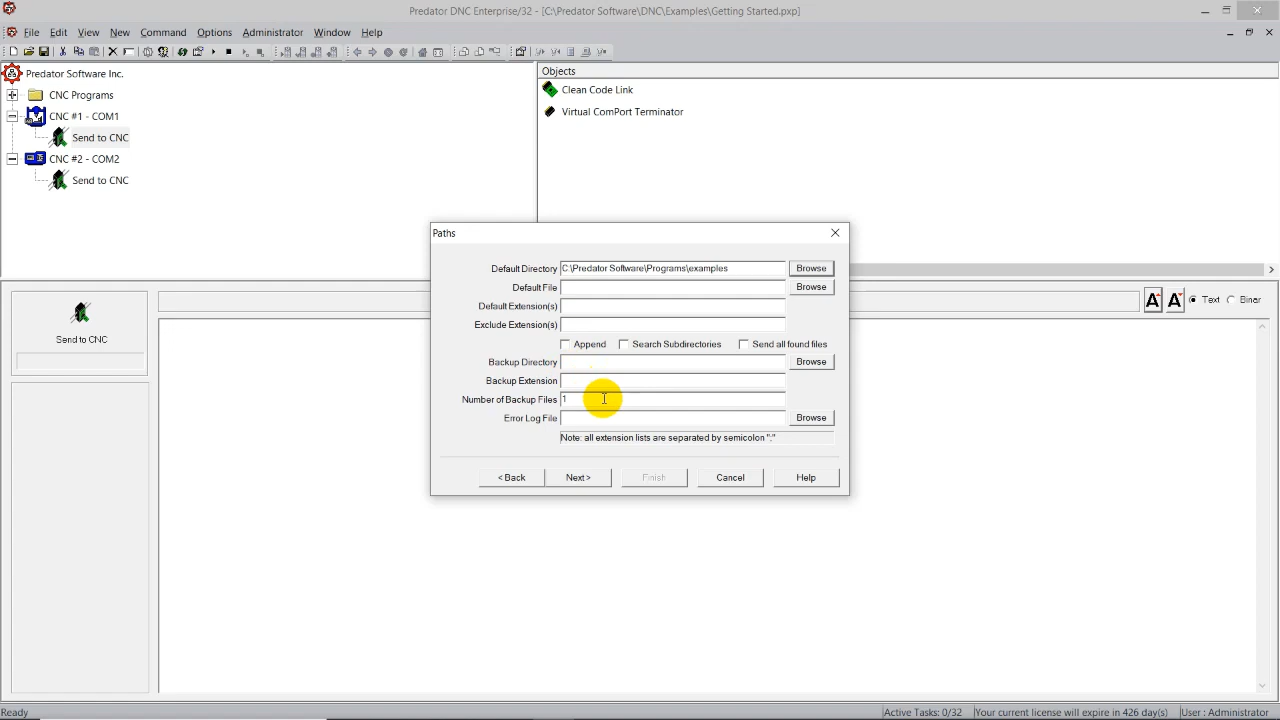 Predator DNC Enterprise/32 - [C:\Predator Software\DNC\Examples\Getting Started.pxp]
File Edit View New Command Options Administrator Window Help
Predator Software Inc.
CNC Programs
CNC #1 - COM1
Send to CNC
CNC #2 - COM2
Send to CNC
Objects
Clean Code Link
Virtual ComPort Terminator
Paths
Default Directory C:\Predator Software\Programs\examples Browse
Default File Browse
Default Extension(s)
Exclude Extension(s)
Append Search Subdirectories Send all found files
Backup Directory Browse
Backup Extension
Number of Backup Files 1
Error Log File Browse
Note: all extension lists are separated by semicolon ";"
< Back Next > Finish Cancel Help
Send to CNC
A A Text Binar
Ready Active Tasks: 0/32 Your current license will expire in 426 day(s) User : Administrator